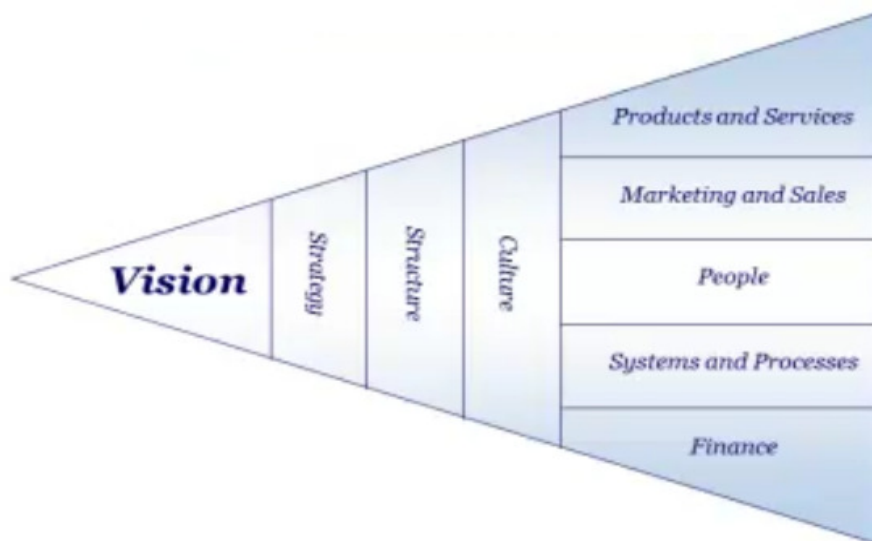 Vision
Strategy
Structure
Culture
Products and Services
Marketing and Sales
People
Systems and Processes
Finance